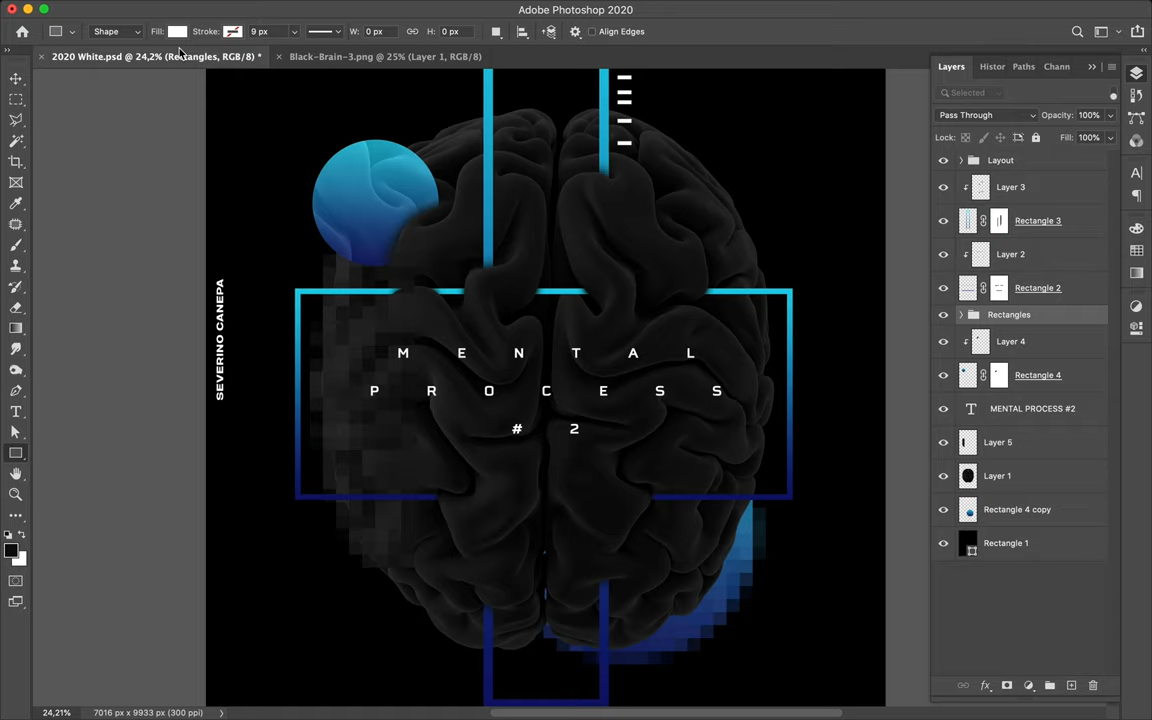 Adobe Photoshop 2020
Shape
Fill:
Stroke:
9 px
W:
0 px
H:
0 px
Align Edges
2020 White.psd @ 24,2% (Rectangles, RGB/8) *
Black-Brain-3.png @ 25% (Layer 1, RGB/8)
Layers
Histor
Paths
Chann
Selected
Pass Through
Opacity:
100%
Lock:
Fill:
100%
Layout
Layer 3
Rectangle 3
Layer 2
Rectangle 2
Rectangles
Layer 4
Rectangle 4
MENTAL PROCESS #2
Layer 5
Layer 1
Rectangle 4 copy
Rectangle 1
SEVERINO CANEPA
MENTAL
PROCESS
#2
24,21%
7016 px x 9933 px (300 ppi)